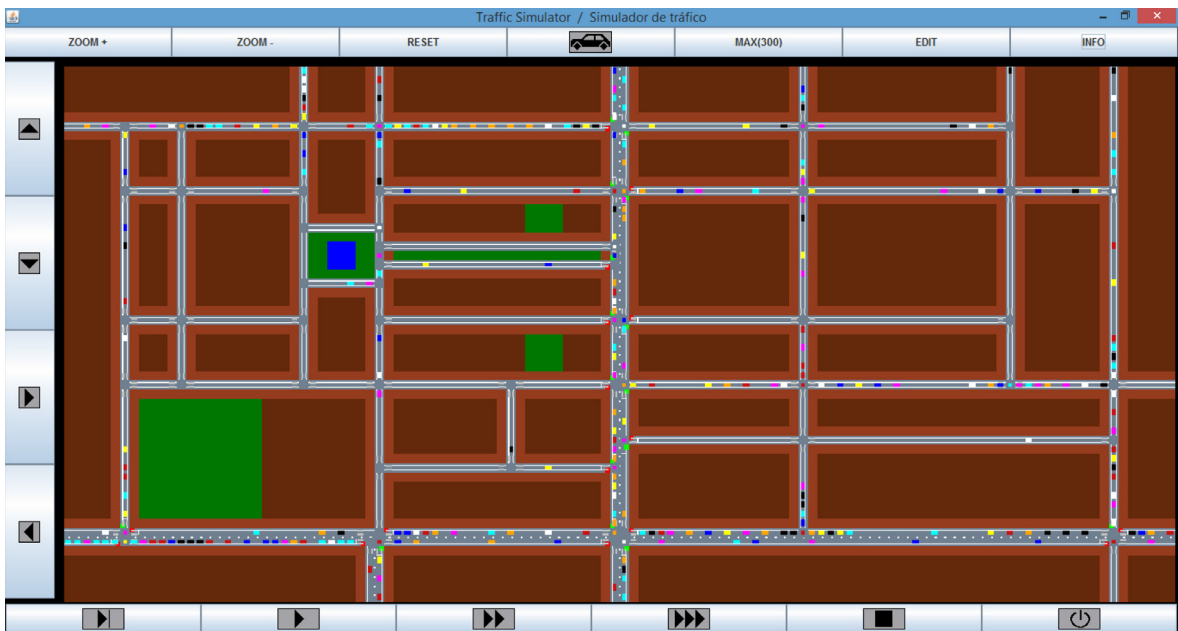 Traffic Simulator / Simulador de tráfico
ZOOM +
ZOOM -
RESET
MAX(300)
EDIT
INFO